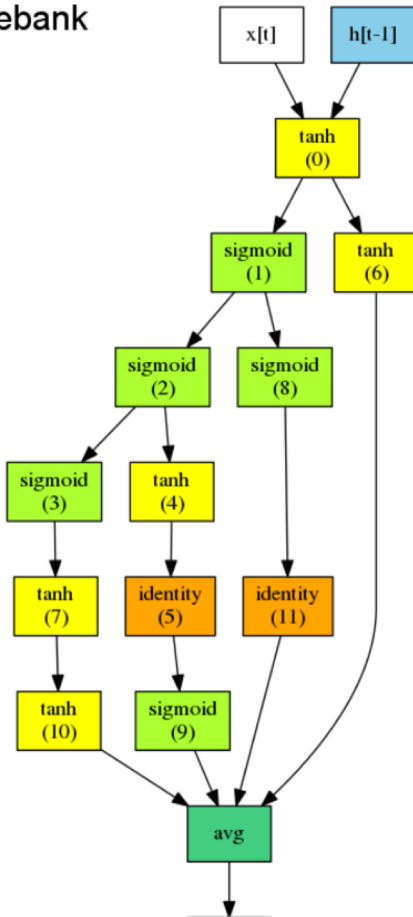 ebank
x[t]
h[t-1]
tanh
(0)
sigmoid
(1)
tanh
(6)
sigmoid
(2)
sigmoid
(8)
sigmoid
(3)
tanh
(4)
tanh
(7)
identity
(5)
identity
(11)
tanh
(10)
sigmoid
(9)
avg